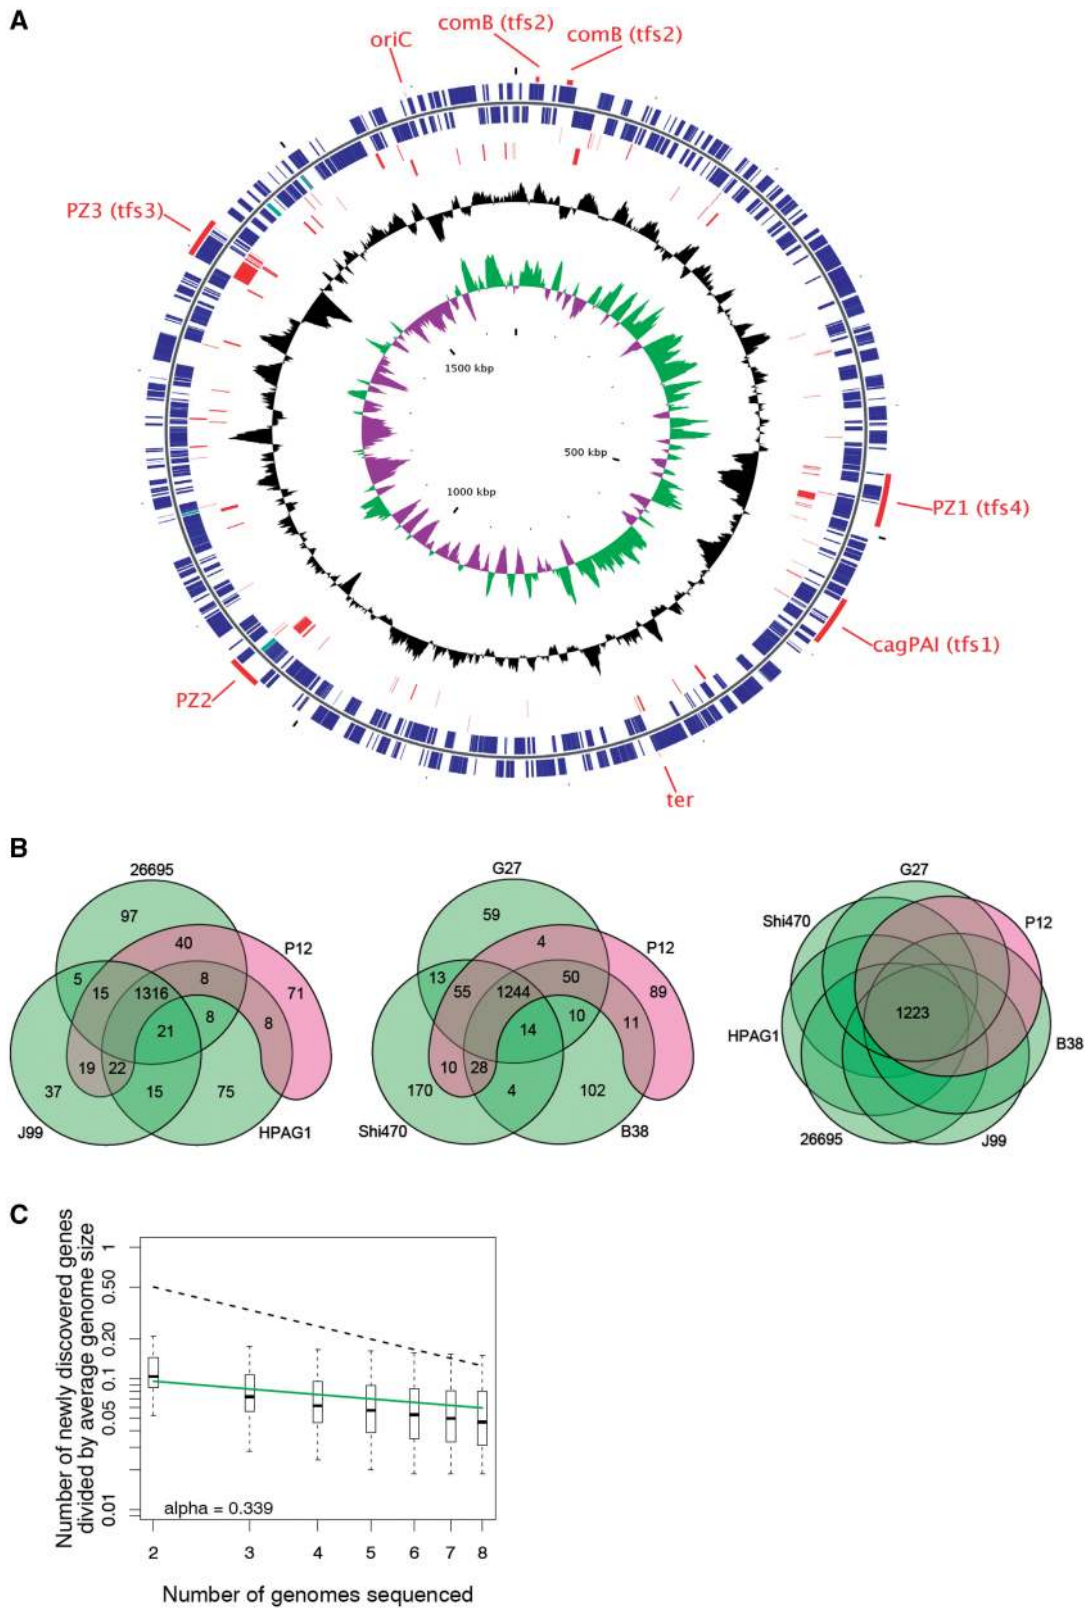 A
comB (tfs2)
comB (tfs2)
oriC
PZ3 (tfs3)
1500 kbp
500 kbp
1000 kbp
PZ1 (tfs4)
cagPAI (tfs1)
PZ2
ter
B
26695
97
40
P12
5
15
1316
8
71
8
8
21
19
22
37
15
75
J99
HPAG1
G27
59
4
P12
13
55
1244
50
89
10
11
14
10
28
170
4
102
Shi470
B38
G27
Shi470
P12
1223
HPAG1
B38
26695
J99
C
Number of newly discovered genes
divided by average genome size
1
0.50
0.20
0.1
0.05
0.01
alpha = 0.339
2 3 4 5 6 7 8
Number of genomes sequenced